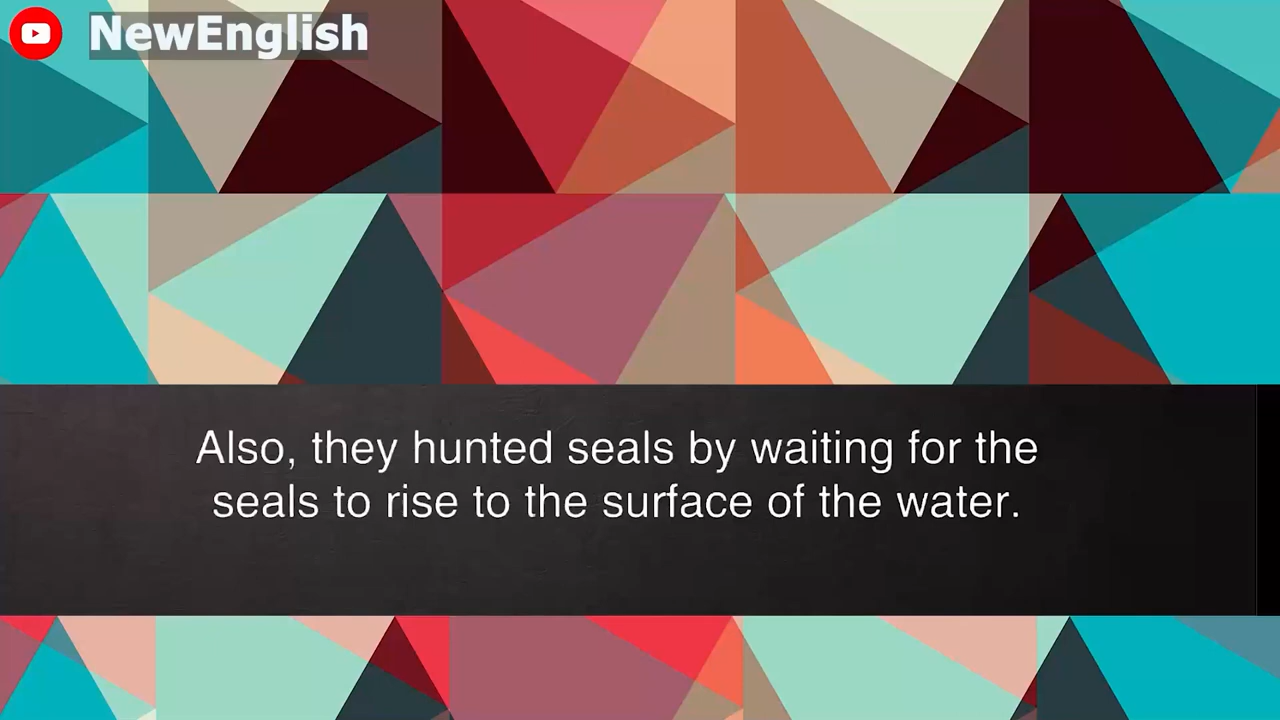 NewEnglish
Also, they hunted seals by waiting for the
seals to rise to the surface of the water.